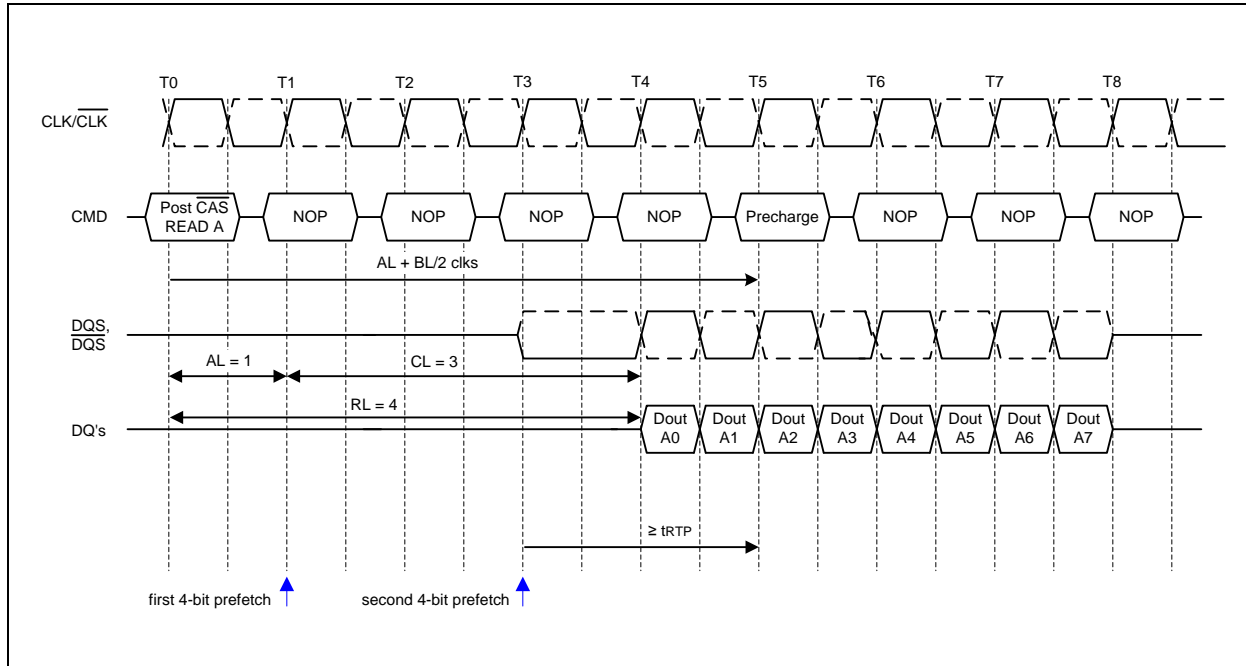 T0 T1 T2 T3 T4 T5 T6 T7 T8
CLK/CLK
CMD
Post CAS
READ A
NOP NOP NOP NOP Precharge NOP NOP NOP
AL + BL/2 clks
DQS,
DQS
AL = 1 CL = 3
RL = 4
DQ's
Dout Dout Dout Dout Dout Dout Dout Dout
A0 A1 A2 A3 A4 A5 A6 A7
≥ tRTP
first 4-bit prefetch second 4-bit prefetch